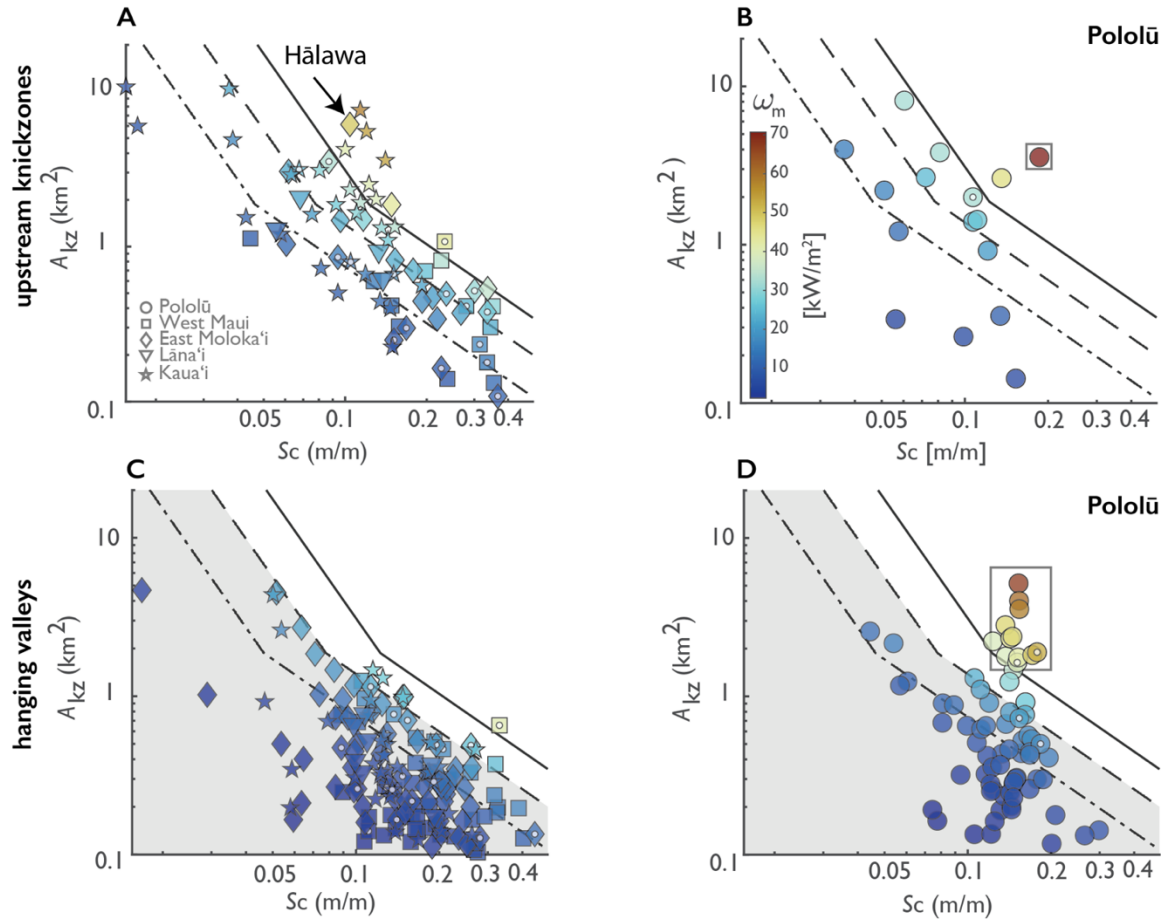 A
Hālawa
upstream knickzones
A_kz (km²)
10
1
0.1
Pololū
West Maui
East Moloka'i
Lāna'i
Kaua'i
0.05
0.1
0.2
0.3
0.4
Sc (m/m)
B
Pololū
A_kz (km²)
10
1
0.1
ω_m
70
60
50
40
30
20
10
[kW/m²]
0.05
0.1
0.2
0.3
0.4
Sc [m/m]
C
hanging valleys
A_kz (km²)
10
1
0.1
0.05
0.1
0.2
0.3
0.4
Sc (m/m)
D
Pololū
A_kz (km²)
10
1
0.1
0.05
0.1
0.2
0.3
0.4
Sc (m/m)